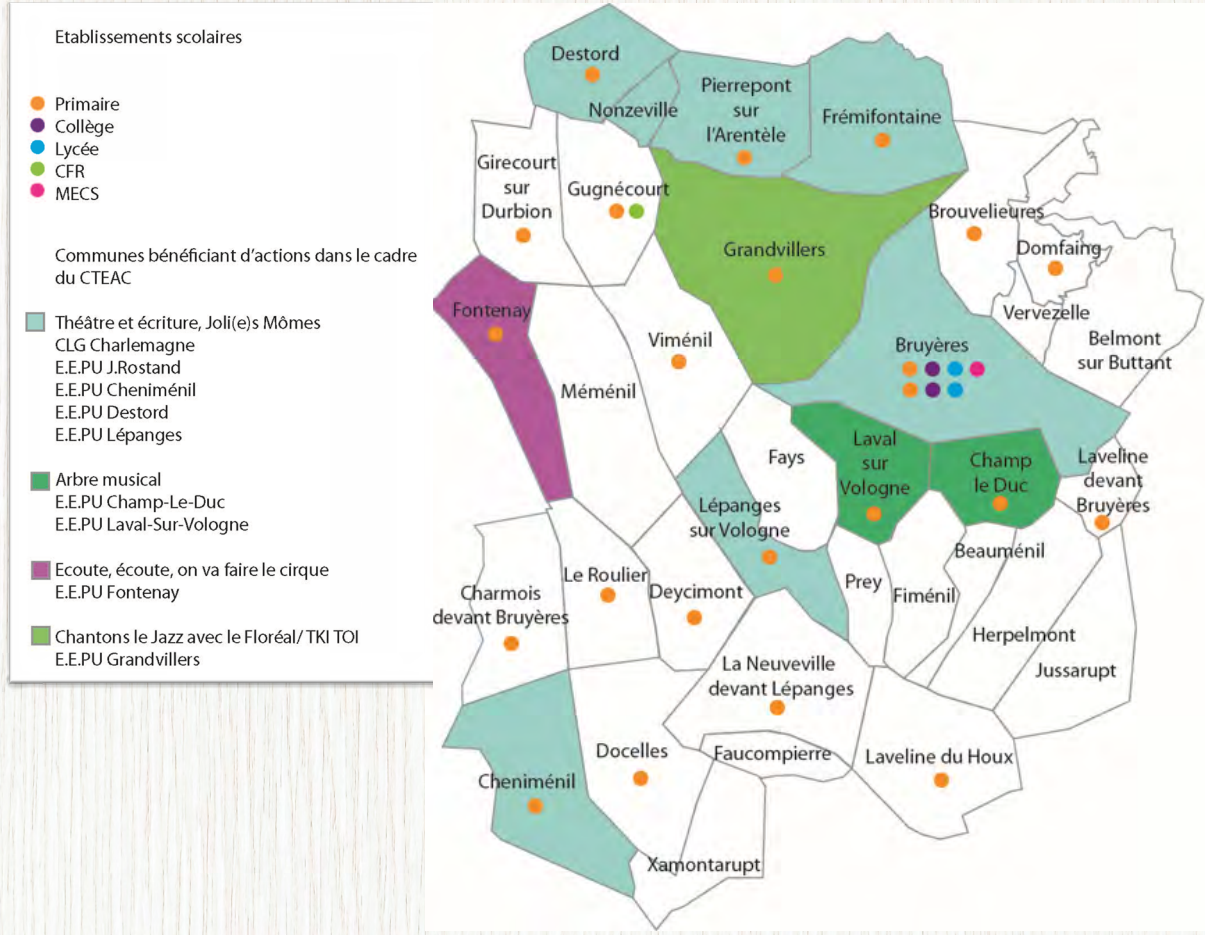 Etablissements scolaires
Primaire
Collège
Lycée
CFR
MECS
Communes bénéficiant d'actions dans le cadre
du CTEAC
Théâtre et écriture, Joli(e)s Mômes
CLG Charlemagne
E.E.PU J.Rostand
E.E.PU Cheniménil
E.E.PU Destord
E.E.PU Lépanges
Arbre musical
E.E.PU Champ-Le-Duc
E.E.PU Laval-Sur-Vologne
Ecoute, écoute, on va faire le cirque
E.E.PU Fontenay
Chantons le Jazz avec le Floréal/ TKI TOI
E.E.PU Grandvillers
Destord
Nonzeville
Pierrepont
sur
l'Arentèle
Frémifontaine
Girecourt
sur
Durbion
Gugnécourt
Brouvelieures
Grandvillers
Domfaing
Fontenay
Vervezelle
Viménil
Bruyères
Belmont
sur Buttant
Méménil
Fays
Laval
sur
Vologne
Champ
le Duc
Laveline
devant
Bruyères
Lépanges
sur Vologne
Beauménil
Charmois
devant Bruyères
Le Roulier
Deycimont
Prey
Fiménil
Herpelmont
Jussarupt
La Neuveville
devant Lépanges
Docelles
Faucompierre
Laveline du Houx
Cheniménil
Xamontarupt